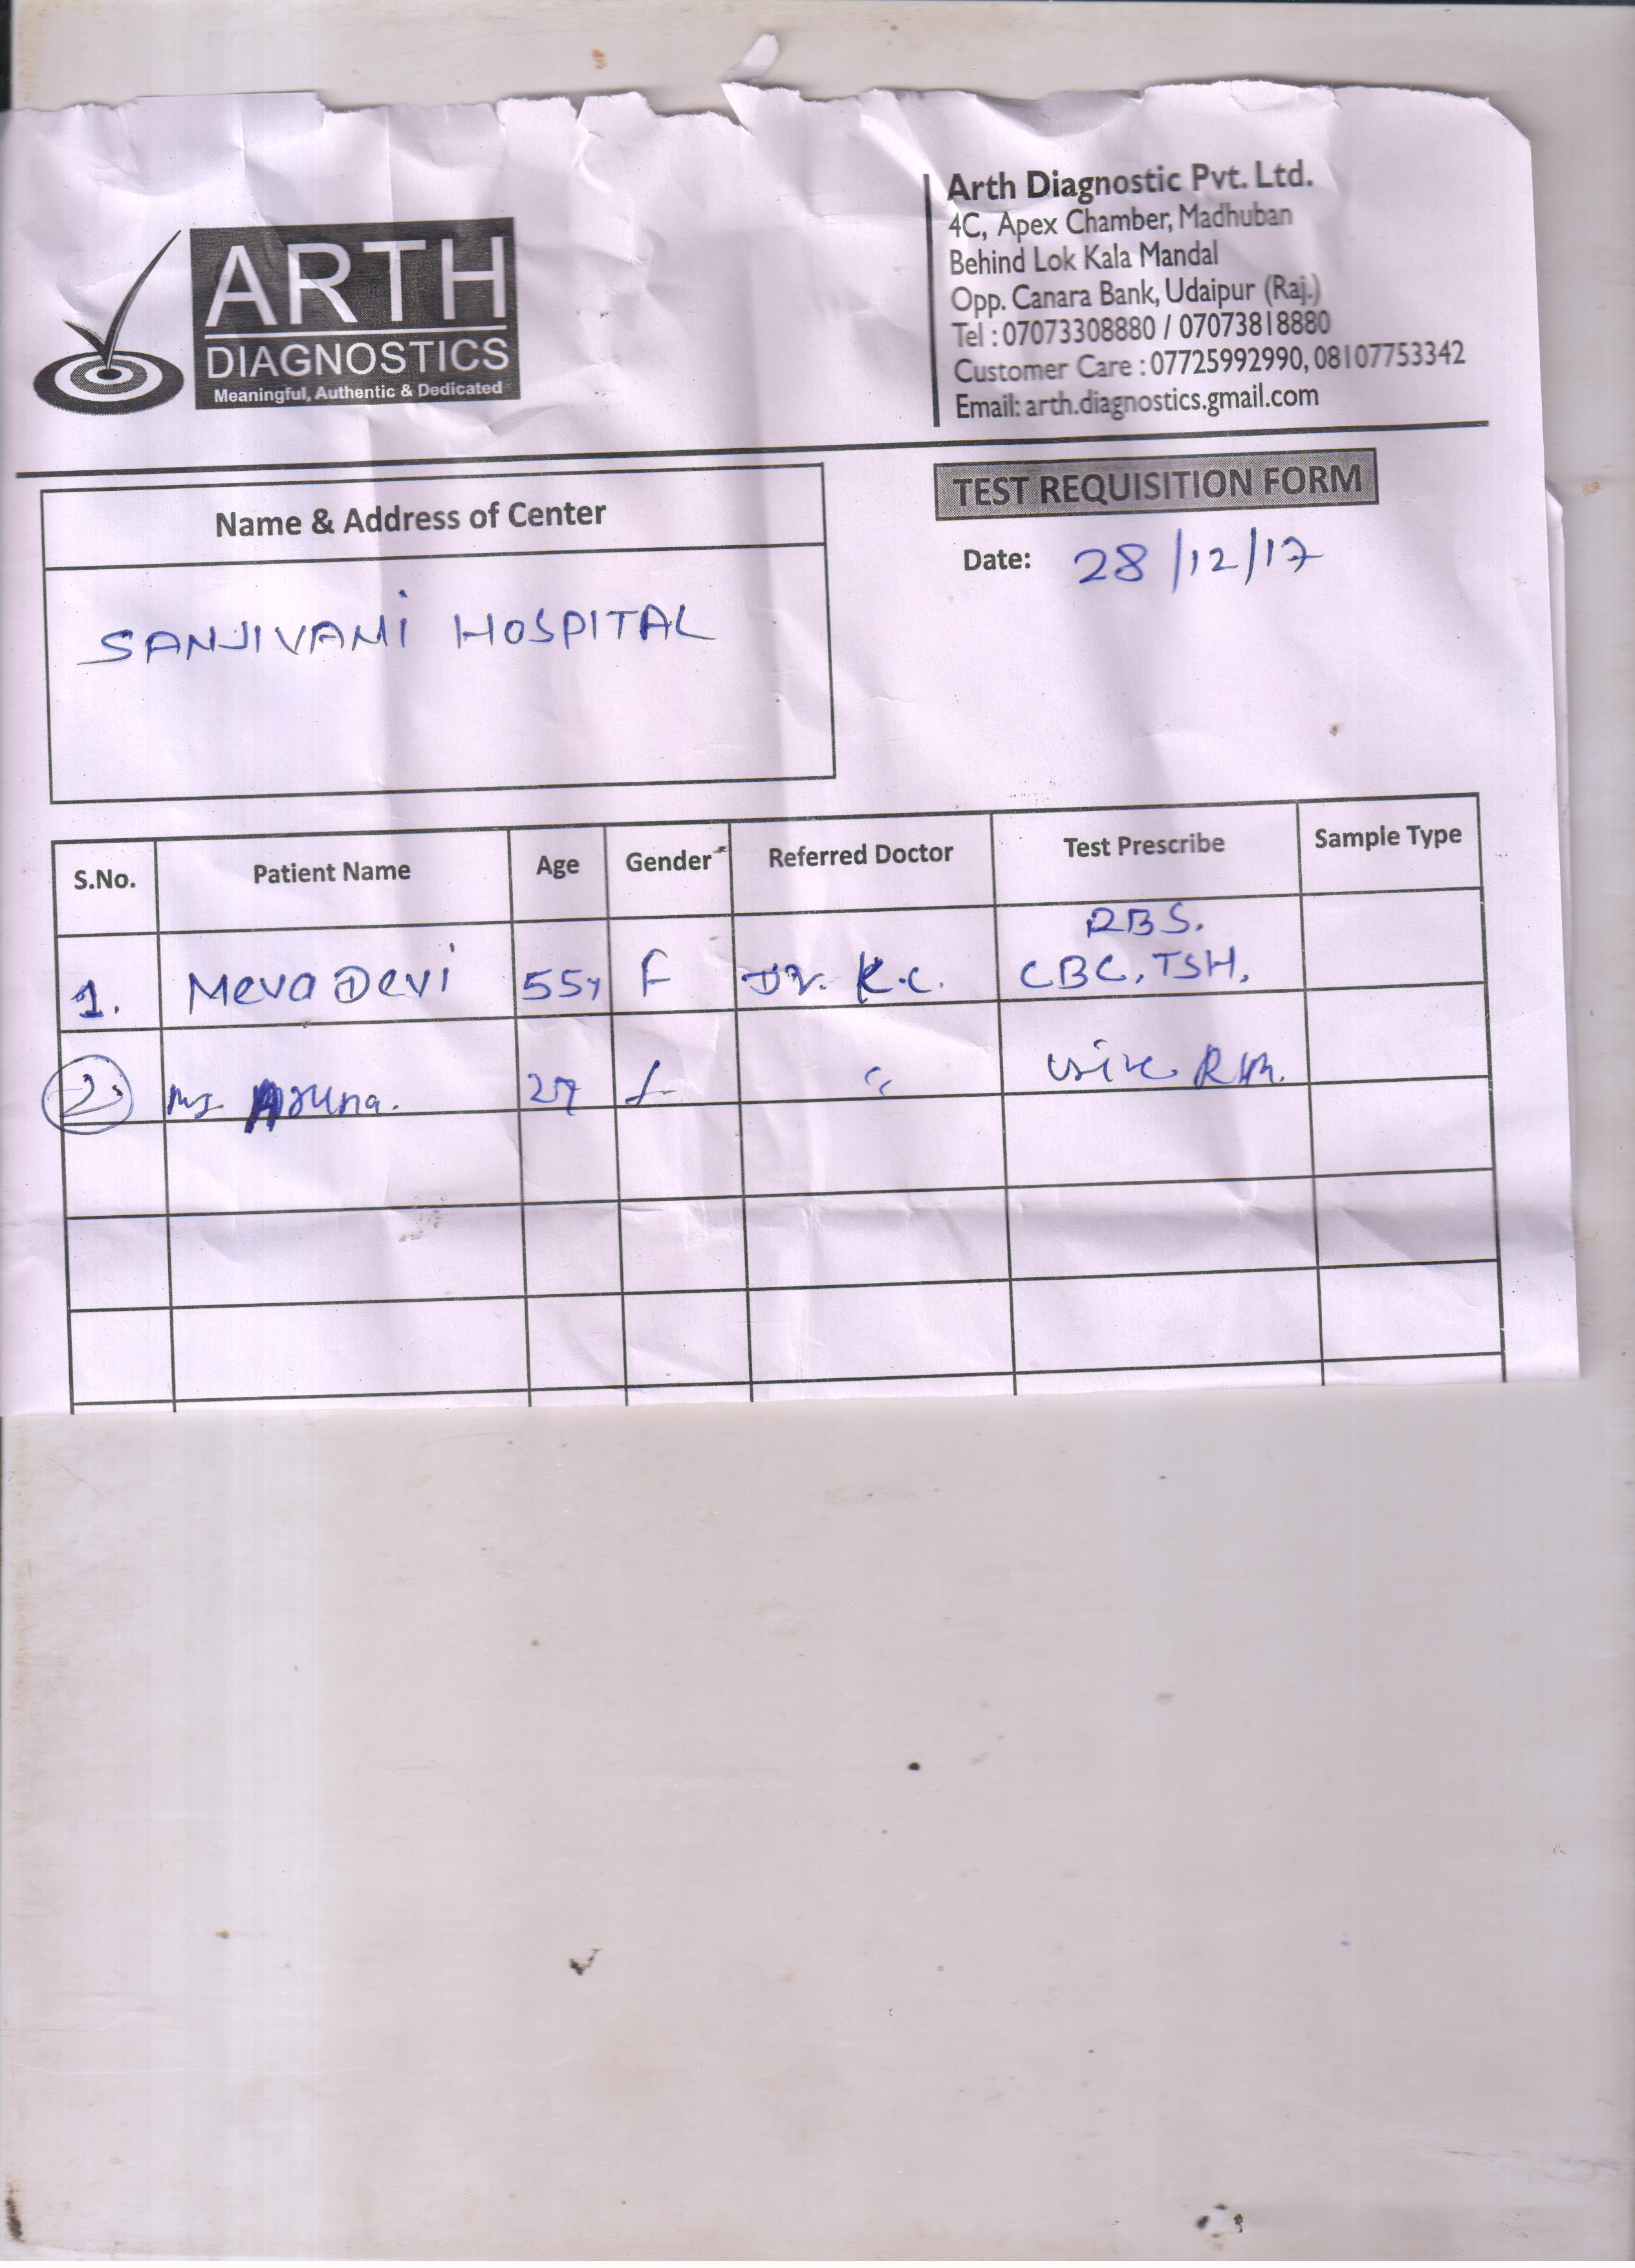 ARTH
DIAGNOSTICS
Meaningful, Authentic & Dedicated
Arth Diagnostic Pvt. Ltd.
4C, Apex Chamber, Madhuban
Behind Lok Kala Mandal
Opp. Canara Bank, Udaipur (Raj.)
Tel : 07073308880 / 07073818880
Customer Care : 07725992990, 08107753342
Email: arth.diagnostics.gmail.com
Name & Address of Center
SANJIVANI HOSPITAL
TEST REQUISITION FORM
Date: 28/12/17
S.No. Patient Name Age Gender Referred Doctor Test Prescribe Sample Type
RBS.
1. Meva Devi 55y F Dr. K.C. CBC, TSH,
2 Aruna. 27 f "